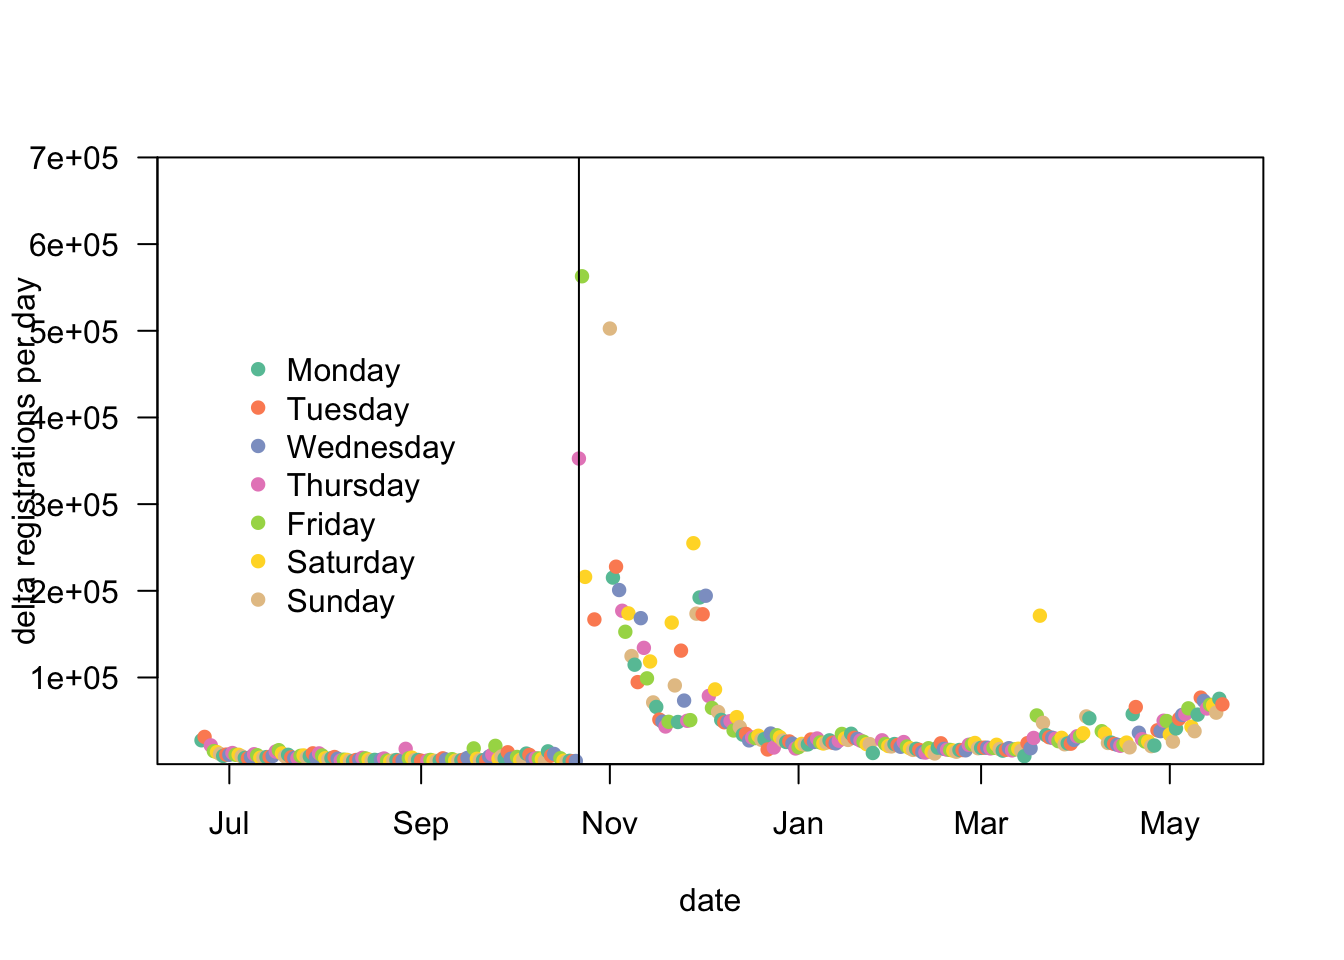 7e+05
6e+05
5e+05
4e+05
3e+05
2e+05
1e+05
delta registrations per day
Monday
Tuesday
Wednesday
Thursday
Friday
Saturday
Sunday
Jul Sep Nov Jan Mar May
date